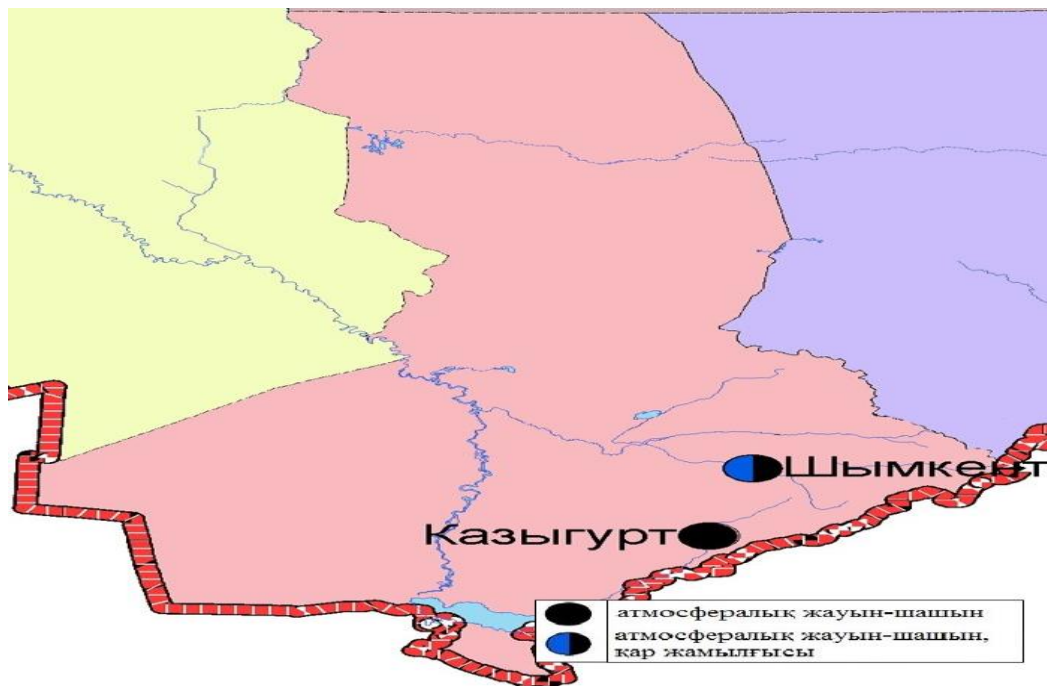 Шымкент
Казыгурт
атмосфералық жауын-шашын
атмосфералық жауын-шашын,
қар жамылғысы